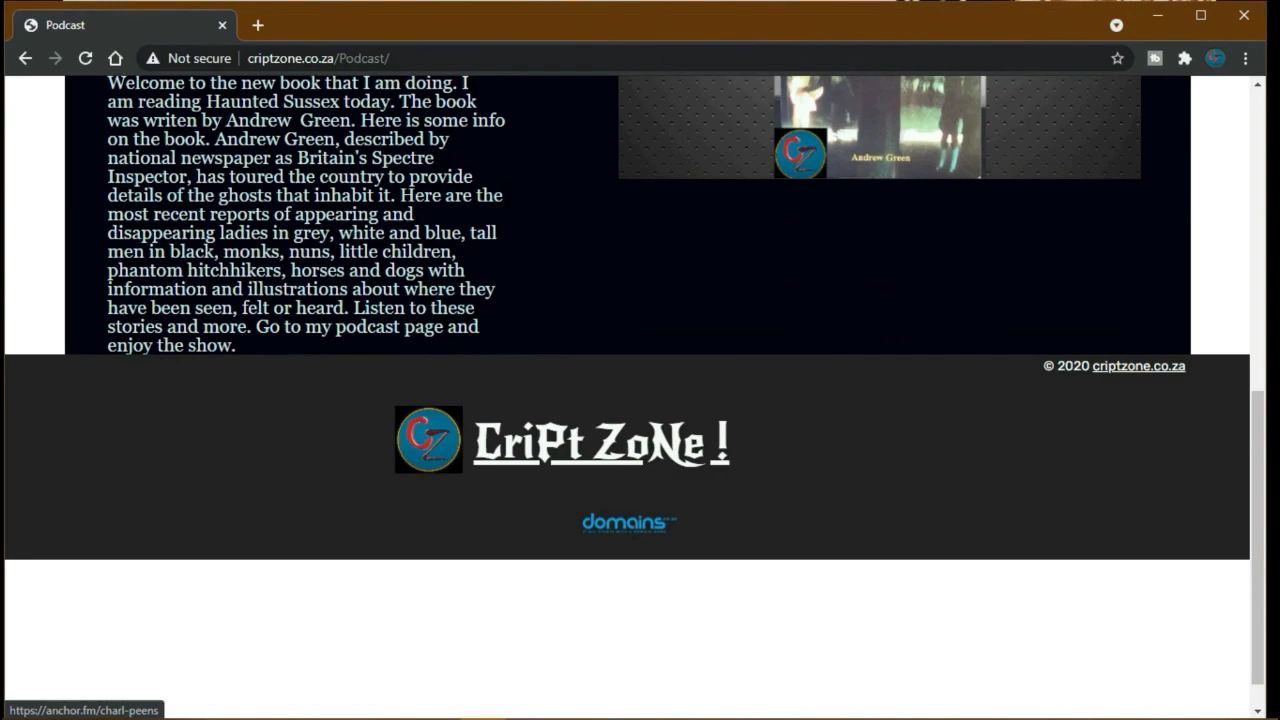 Podcast
Not secure
criptzone.co.za/Podcast/
Welcome to the new book that I am doing. I
am reading Haunted Sussex today. The book
was writen by Andrew Green. Here is some info
on the book. Andrew Green, described by
national newspaper as Britain's Spectre
Inspector, has toured the country to provide
details of the ghosts that inhabit it. Here are the
most recent reports of appearing and
disappearing ladies in grey, white and blue, tall
men in black, monks, nuns, little children,
phantom hitchhikers, horses and dogs with
information and illustrations about where they
have been seen, felt or heard. Listen to these
stories and more. Go to my podcast page and
enjoy the show.
CZ
Andrew Green
© 2020 criptzone.co.za
CZ
CriPt ZoNe !
domains
https://anchor.fm/charl-peens